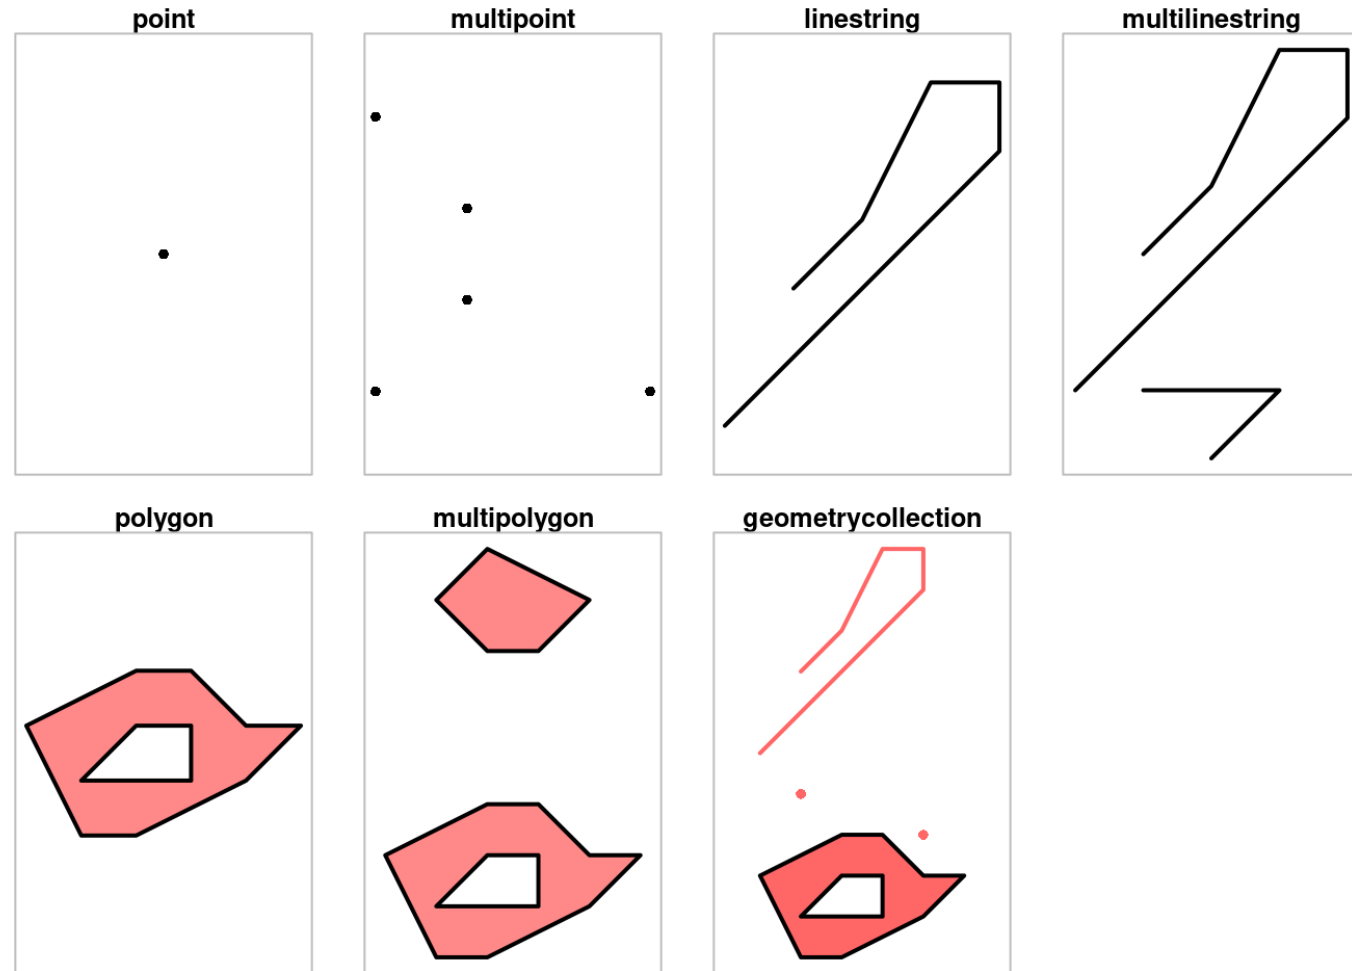 point
multipoint
linestring
multilinestring
polygon
multipolygon
geometrycollection